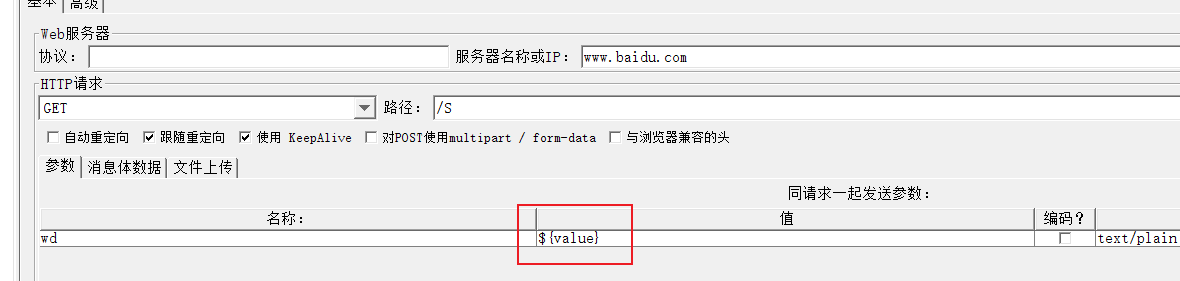 基本 高级
Web服务器
协议： 服务器名称或IP： www.baidu.com
HTTP请求
GET 路径： /S
自动重定向 跟随重定向 使用 KeepAlive 对POST使用multipart / form-data 与浏览器兼容的头
参数 消息体数据 文件上传
同请求一起发送参数：
名称： 值 编码？
wd ${value} text/plain